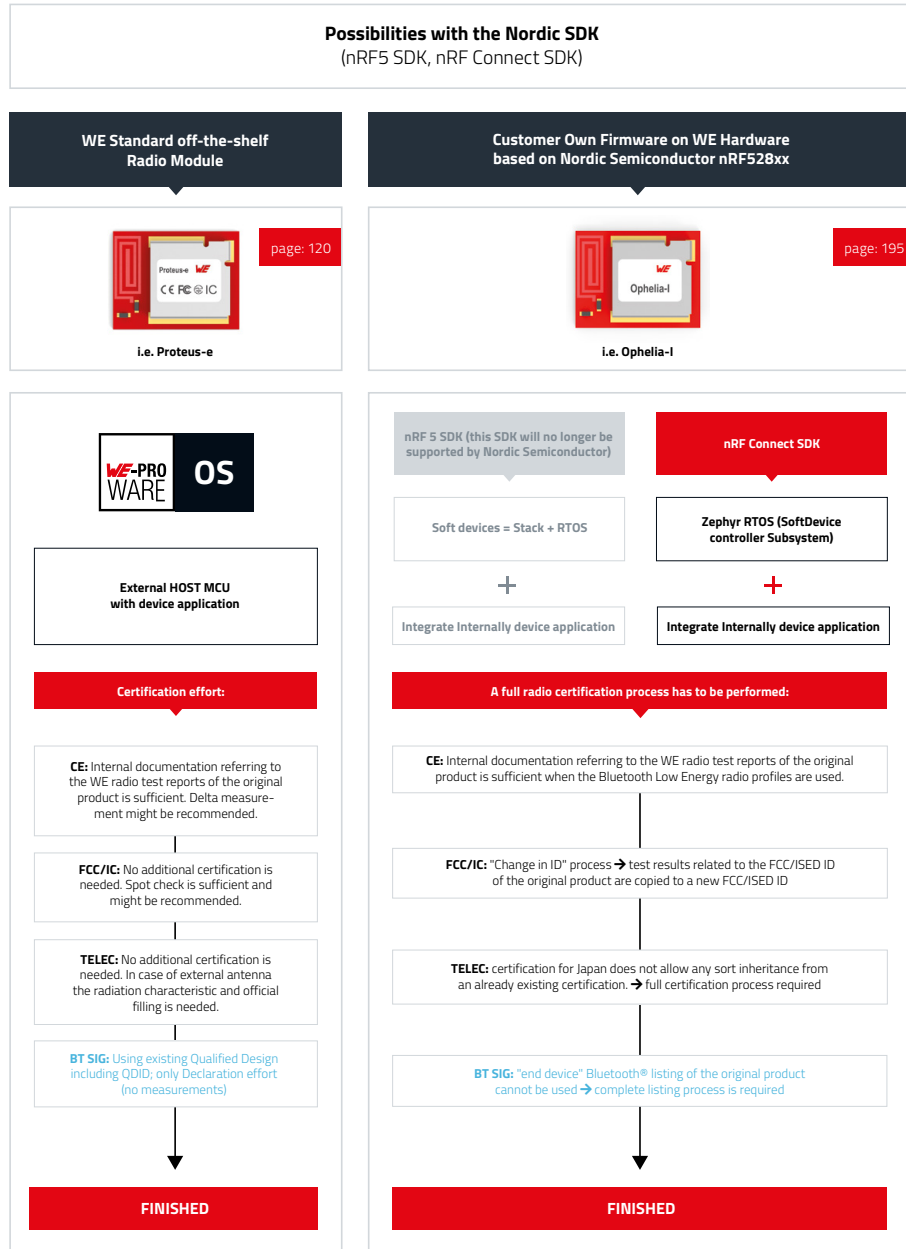 Possibilities with the Nordic SDK
(nRF5 SDK, nRF Connect SDK)
WE Standard off-the-shelf
Radio Module
page: 120
Proteus-e WE
CE FC IC
i.e. Proteus-e
WE-PRO
WARE
OS
External HOST MCU
with device application
Certification effort:
CE: Internal documentation referring to
the WE radio test reports of the original
product is sufficient. Delta measure-
ment might be recommended.
FCC/IC: No additional certification is
needed. Spot check is sufficient and
might be recommended.
TELEC: No additional certification is
needed. In case of external antenna
the radiation characteristic and official
filling is needed.
BT SIG: Using existing Qualified Design
including QDID; only Declaration effort
(no measurements)
FINISHED
Customer Own Firmware on WE Hardware
based on Nordic Semiconductor nRF528xx
page: 195
WE
Ophelia-I
i.e. Ophelia-I
nRF 5 SDK (this SDK will no longer be
supported by Nordic Semiconductor)
Soft devices = Stack + RTOS
+
Integrate Internally device application
nRF Connect SDK
Zephyr RTOS (SoftDevice
controller Subsystem)
+
Integrate Internally device application
A full radio certification process has to be performed:
CE: Internal documentation referring to the WE radio test reports of the original
product is sufficient when the Bluetooth Low Energy radio profiles are used.
FCC/IC: "Change in ID" process → test results related to the FCC/ISED ID
of the original product are copied to a new FCC/ISED ID
TELEC: certification for Japan does not allow any sort inheritance from
an already existing certification. → full certification process required
BT SIG: "end device" Bluetooth® listing of the original product
cannot be used → complete listing process is required
FINISHED